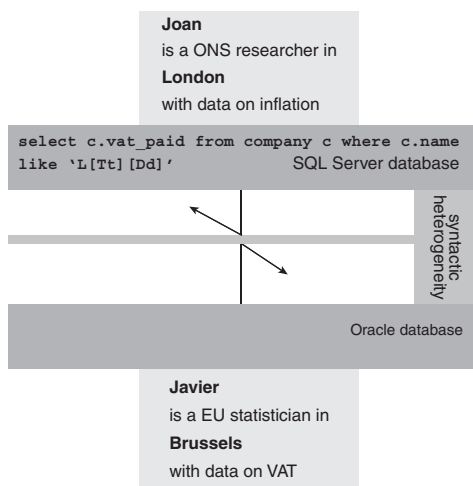 Joan
is a ONS researcher in
London
with data on inflation
select c.vat_paid from company c where c.name
like ‘L[Tt][Dd]’ SQL Server database
syntactic
heterogeneity
Oracle database
Javier
is a EU statistician in
Brussels
with data on VAT